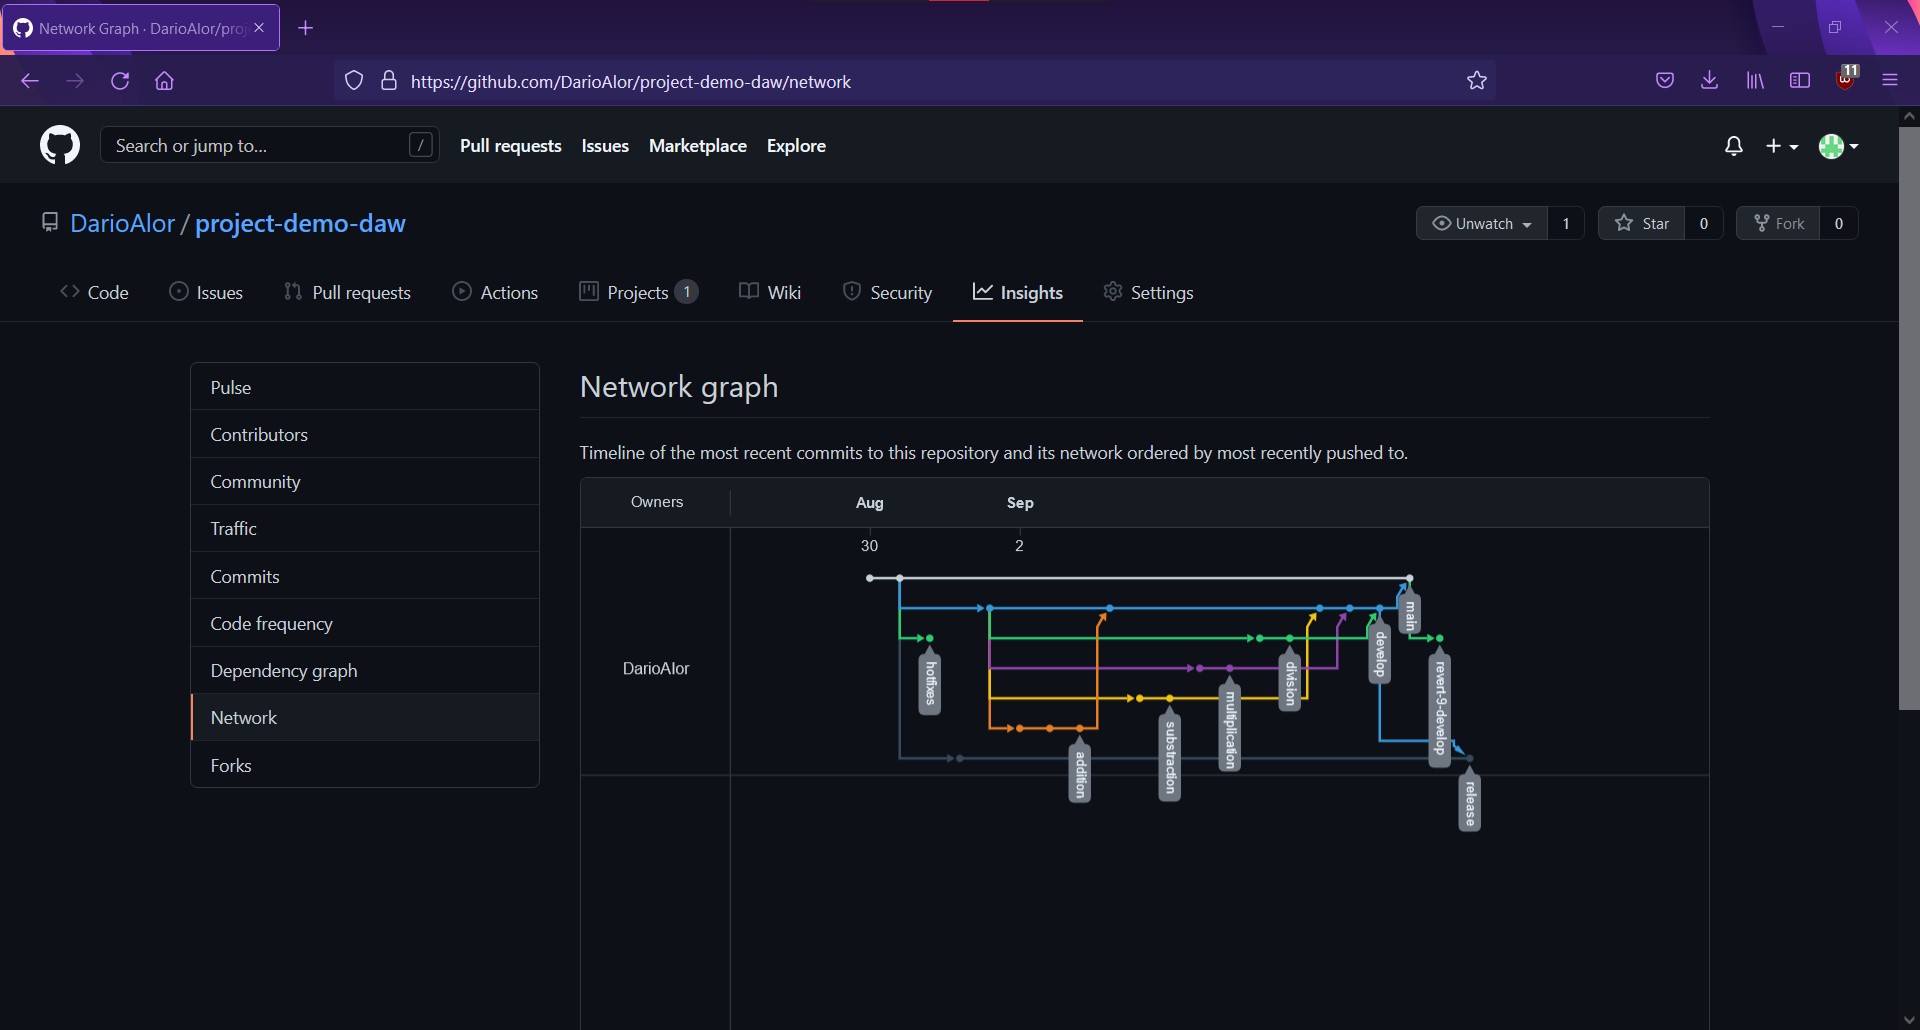 Network Graph · DarioAlor/proj
https://github.com/DarioAlor/project-demo-daw/network
11
Search or jump to...
/
Pull requests
Issues
Marketplace
Explore
DarioAlor / project-demo-daw
Unwatch 1
Star 0
Fork 0
Code
Issues
Pull requests
Actions
Projects 1
Wiki
Security
Insights
Settings
Pulse
Contributors
Community
Traffic
Commits
Code frequency
Dependency graph
Network
Forks
Network graph
Timeline of the most recent commits to this repository and its network ordered by most recently pushed to.
Owners
Aug
Sep
30
2
DarioAlor
main
develop
hotfixes
division
revert-9-develop
multiplication
substraction
addition
release